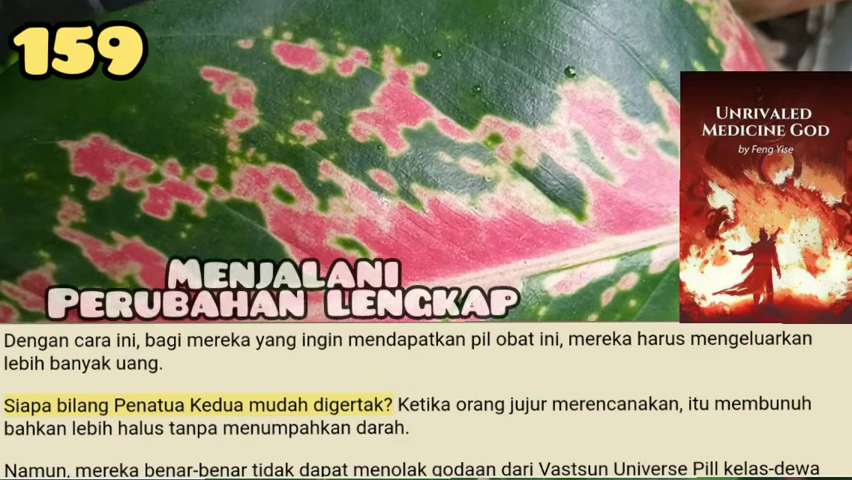 159
UNRIVALED
MEDICINE GOD
by Feng Yise
MENJALANI
PERUBAHAN LENGKAP
Dengan cara ini, bagi mereka yang ingin mendapatkan pil obat ini, mereka harus mengeluarkan
lebih banyak uang.
Siapa bilang Penatua Kedua mudah digertak? Ketika orang jujur merencanakan, itu membunuh
bahkan lebih halus tanpa menumpahkan darah.
Namun, mereka benar-benar tidak dapat menolak godaan dari Vastsun Universe Pill kelas-dewa